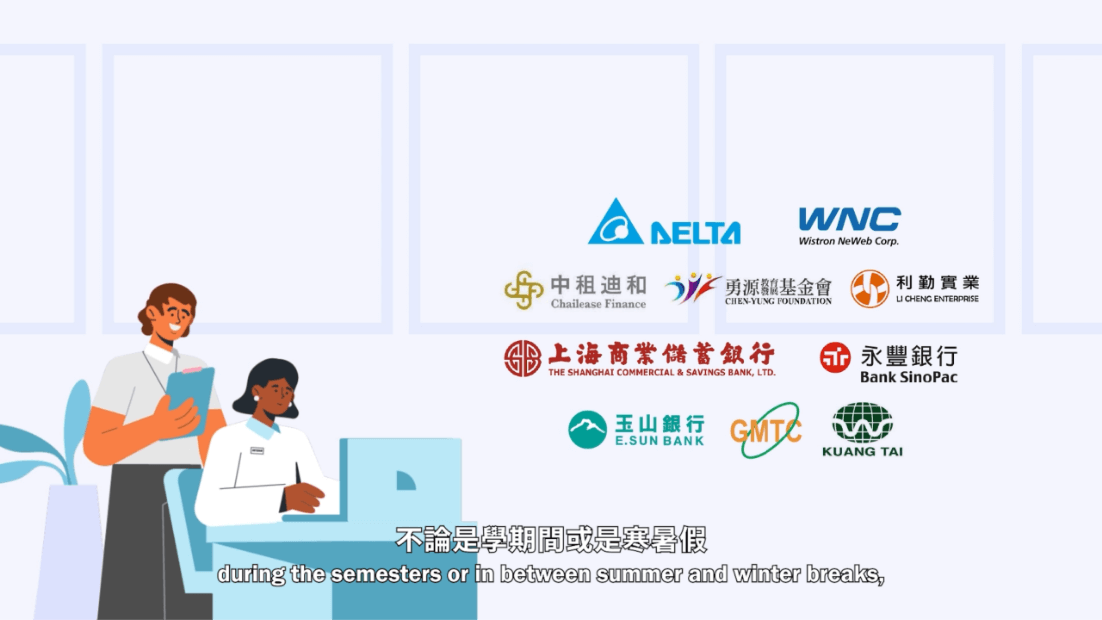 DELTA
WNC
Wistron NeWeb Corp.
中租迪和
Chailease Finance
勇源教育發展基金會
CHEN-YUNG FOUNDATION
利勤實業
LI CHENG ENTERPRISE
上海商業儲蓄銀行
THE SHANGHAI COMMERCIAL & SAVINGS BANK, LTD.
永豐銀行
Bank SinoPac
玉山銀行
E.SUN BANK
GMTC
KUANG TAI
不論是學期間或是寒暑假
during the semesters or in between summer and winter breaks,